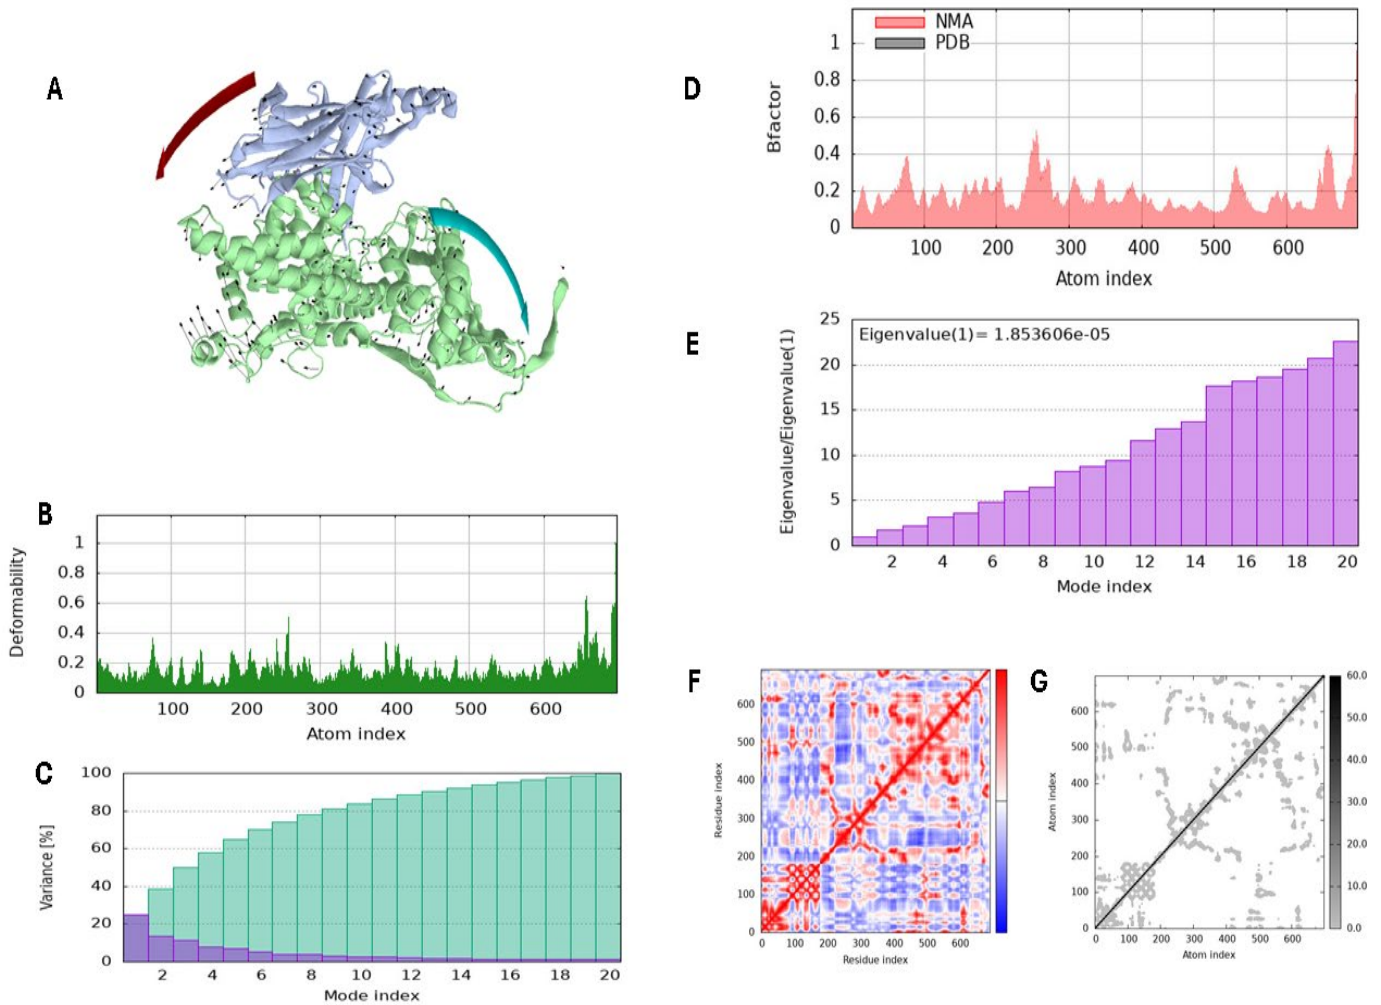 A
B
1
0.8
0.6
0.4
0.2
0
Deformability
100 200 300 400 500 600
Atom index
C
100
80
60
40
20
0
Variance [%]
2 4 6 8 10 12 14 16 18 20
Mode index
D
NMA
PDB
1
0.8
0.6
0.4
0.2
0
Bfactor
100 200 300 400 500 600
Atom index
E
Eigenvalue(1)= 1.853606e-05
25
20
15
10
5
0
Eigenvalue/Eigenvalue(1)
2 4 6 8 10 12 14 16 18 20
Mode index
F
600
500
400
300
200
100
0
Residue index
0 100 200 300 400 500 600
Residue index
G
600
500
400
300
200
100
0
Atom index
0 100 200 300 400 500 600
Atom index
60.0
50.0
40.0
30.0
20.0
10.0
0.0